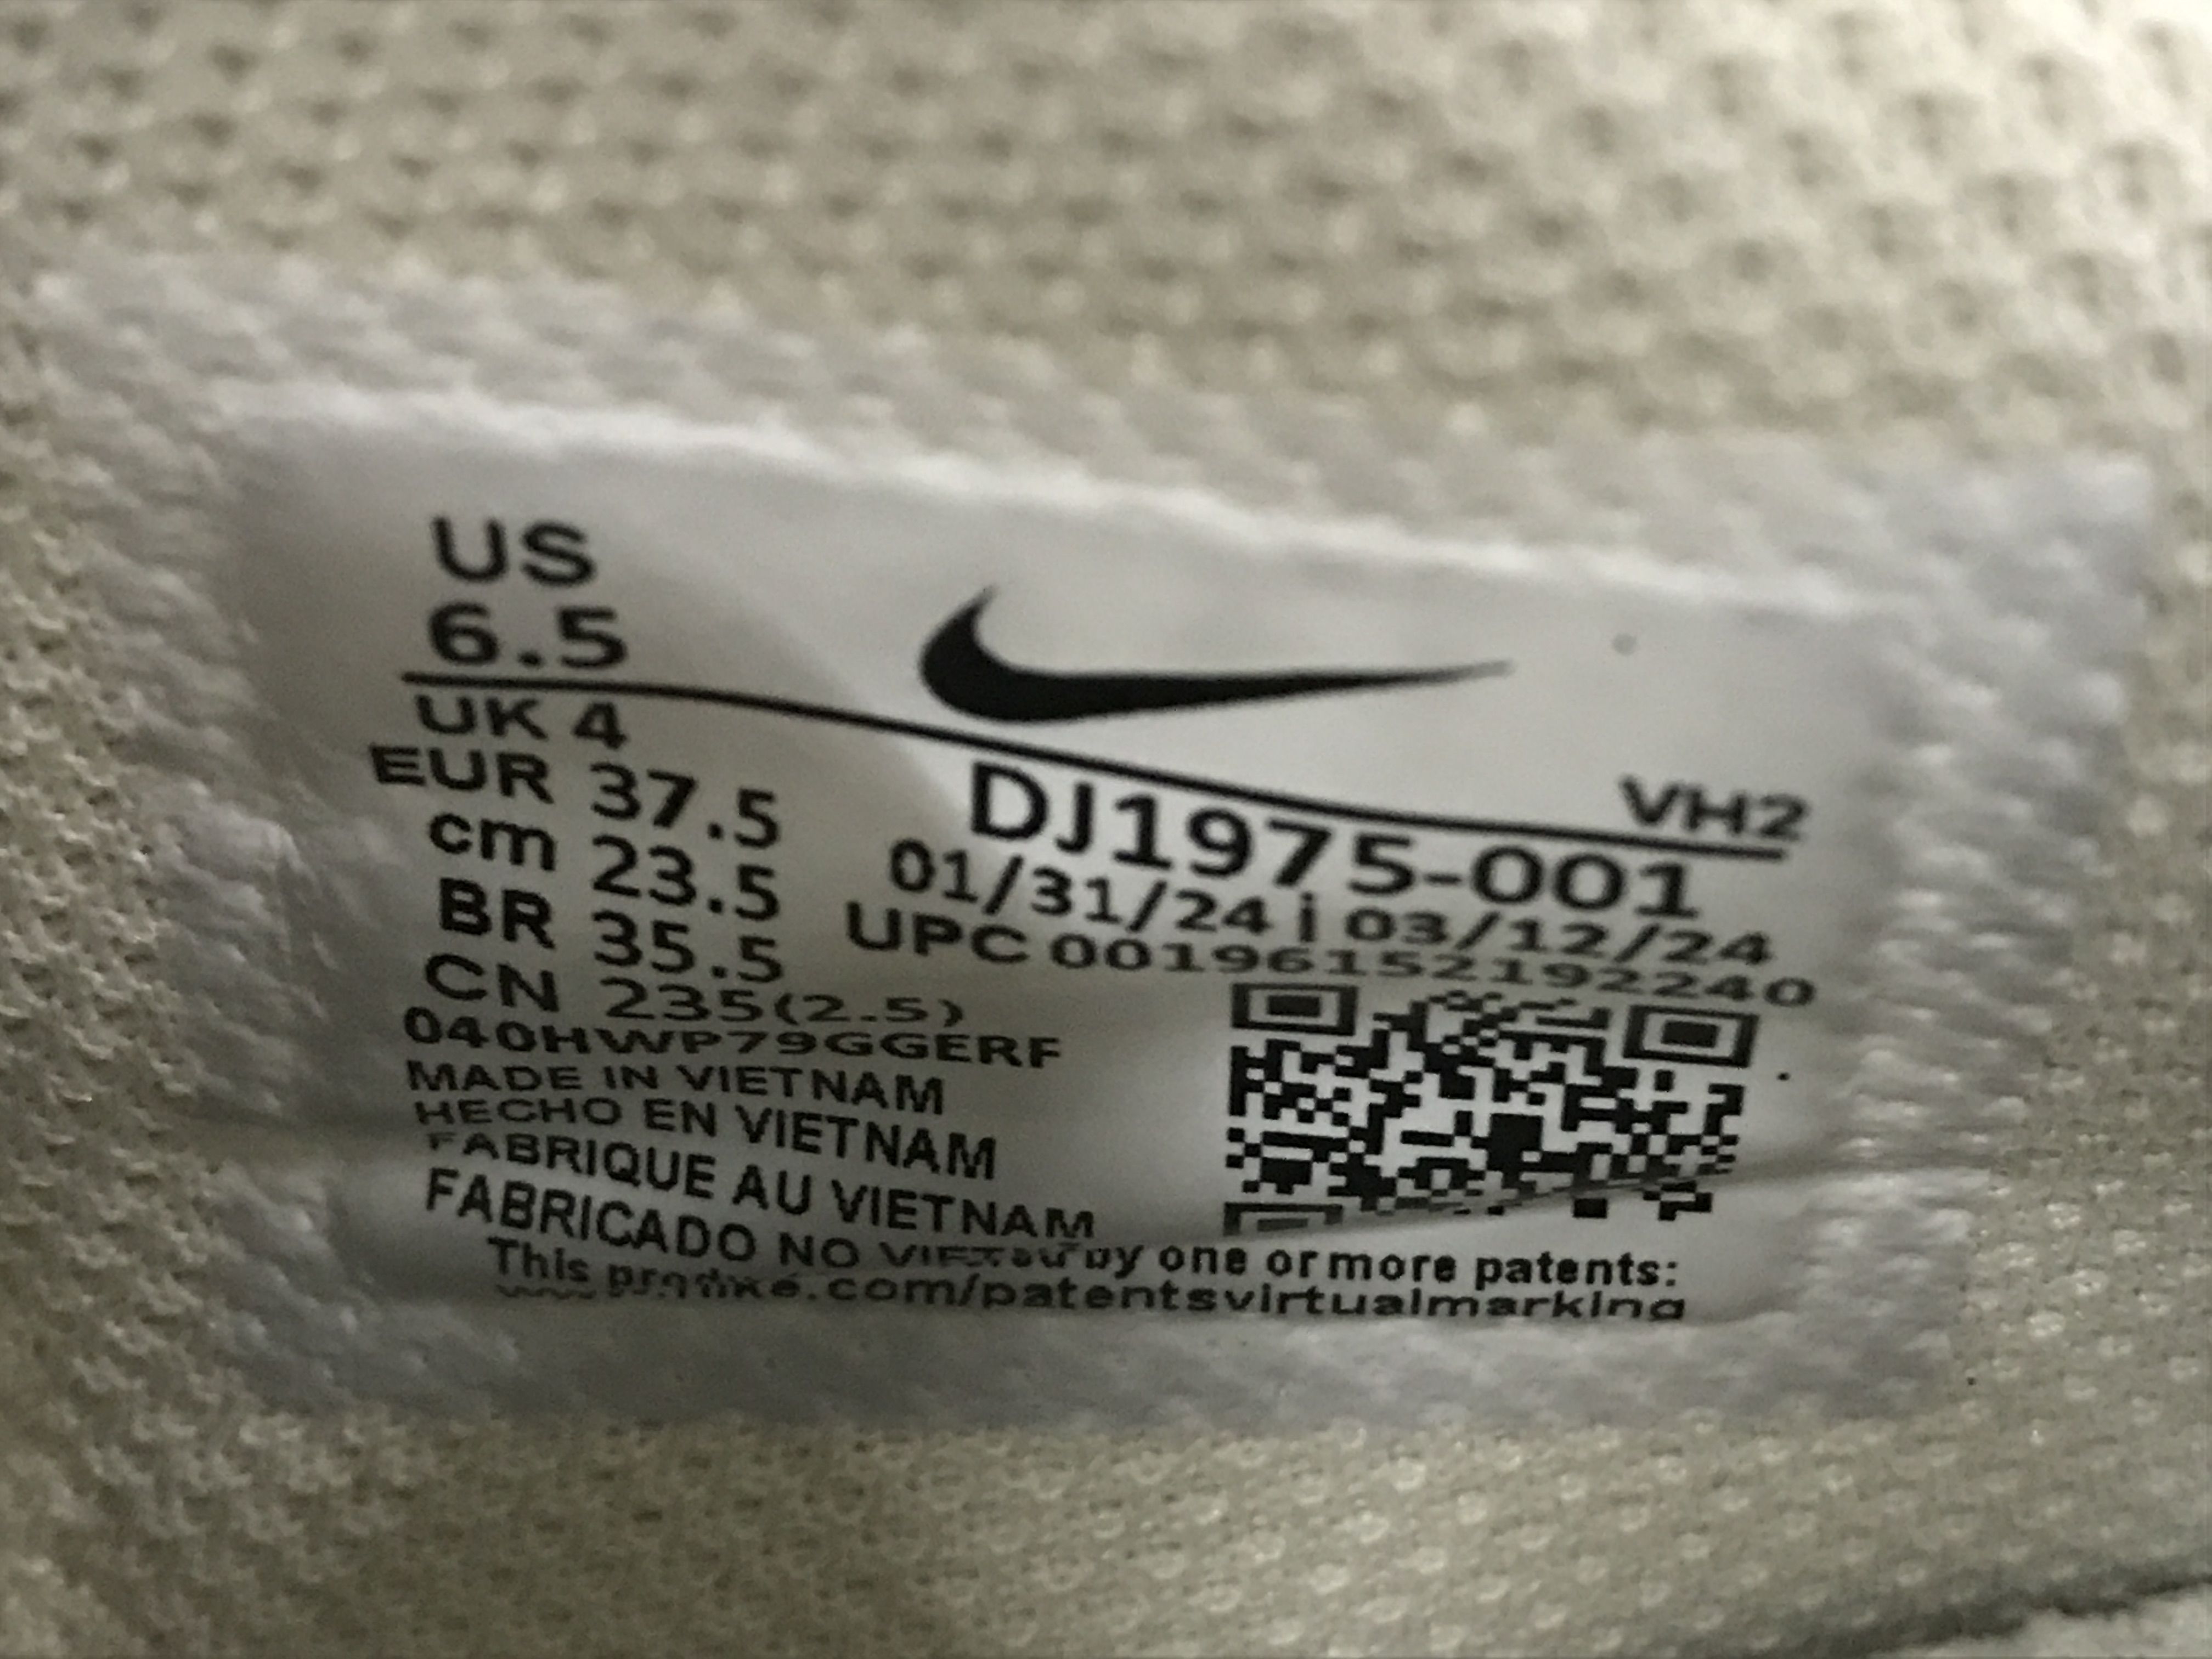 US
6.5
VH2
UK 4
EUR 37.5
cm 23.5
BR 35.5
CN 235(2.5)
DJ1975-001
01/31/24 i 03/12/24
UPC 00196152192240
040HWP79GGERF
MADE IN VIETNAM
HECHO EN VIETNAM
FABRIQUE AU VIETNAM
FABRICADO NO
This by one or more patents:
.com/patentsvirtualmarking